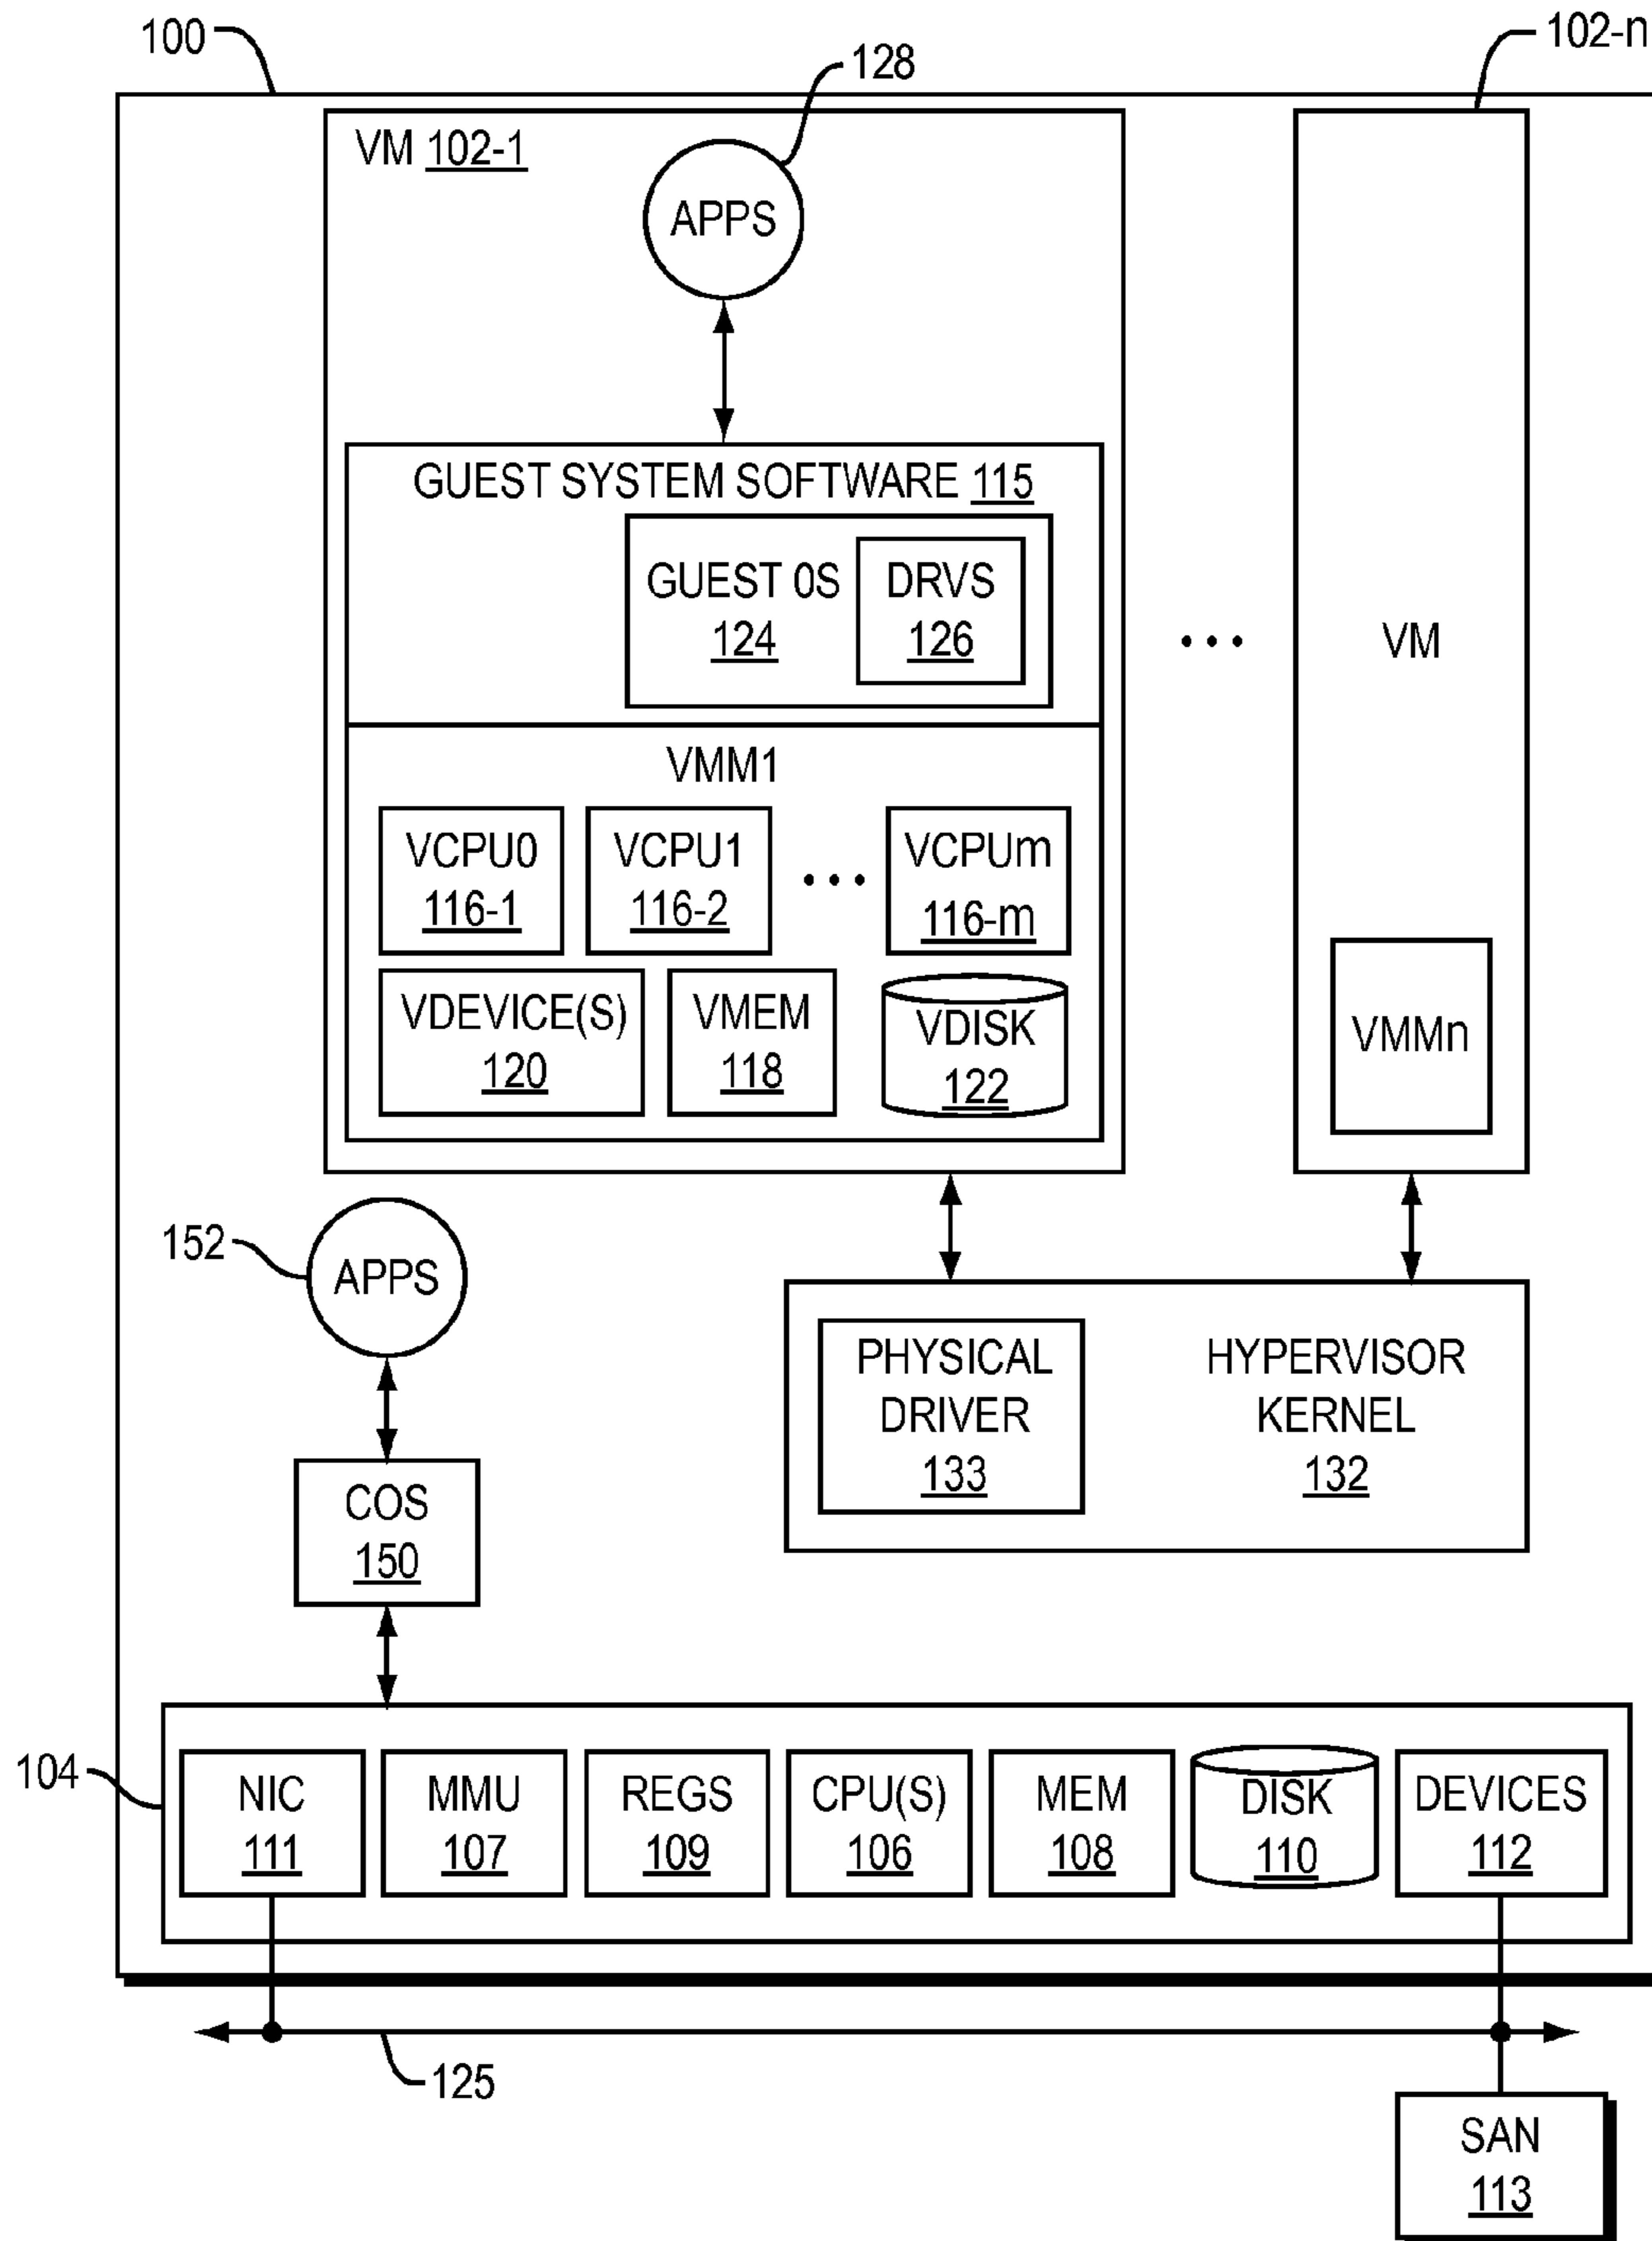 100
102-n
128
VM 102-1
APPS
GUEST SYSTEM SOFTWARE 115
GUEST 0S
124
DRVS
126
...
VM
VMM1
VCPU0
116-1
VCPU1
116-2
...
VCPUm
116-m
VDEVICE(S)
120
VMEM
118
VDISK
122
VMMn
152
APPS
PHYSICAL
DRIVER
133
HYPERVISOR
KERNEL
132
COS
150
104
NIC
111
MMU
107
REGS
109
CPU(S)
106
MEM
108
DISK
110
DEVICES
112
125
SAN
113